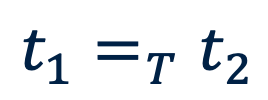 t₁ =_T t₂